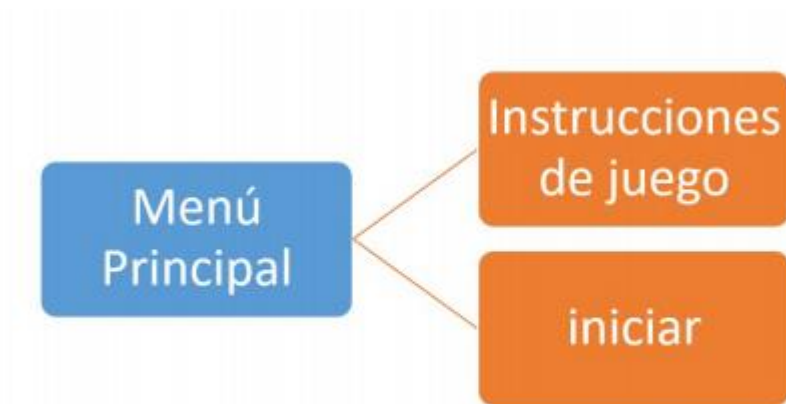 Menú
Principal
Instrucciones
de juego
iniciar